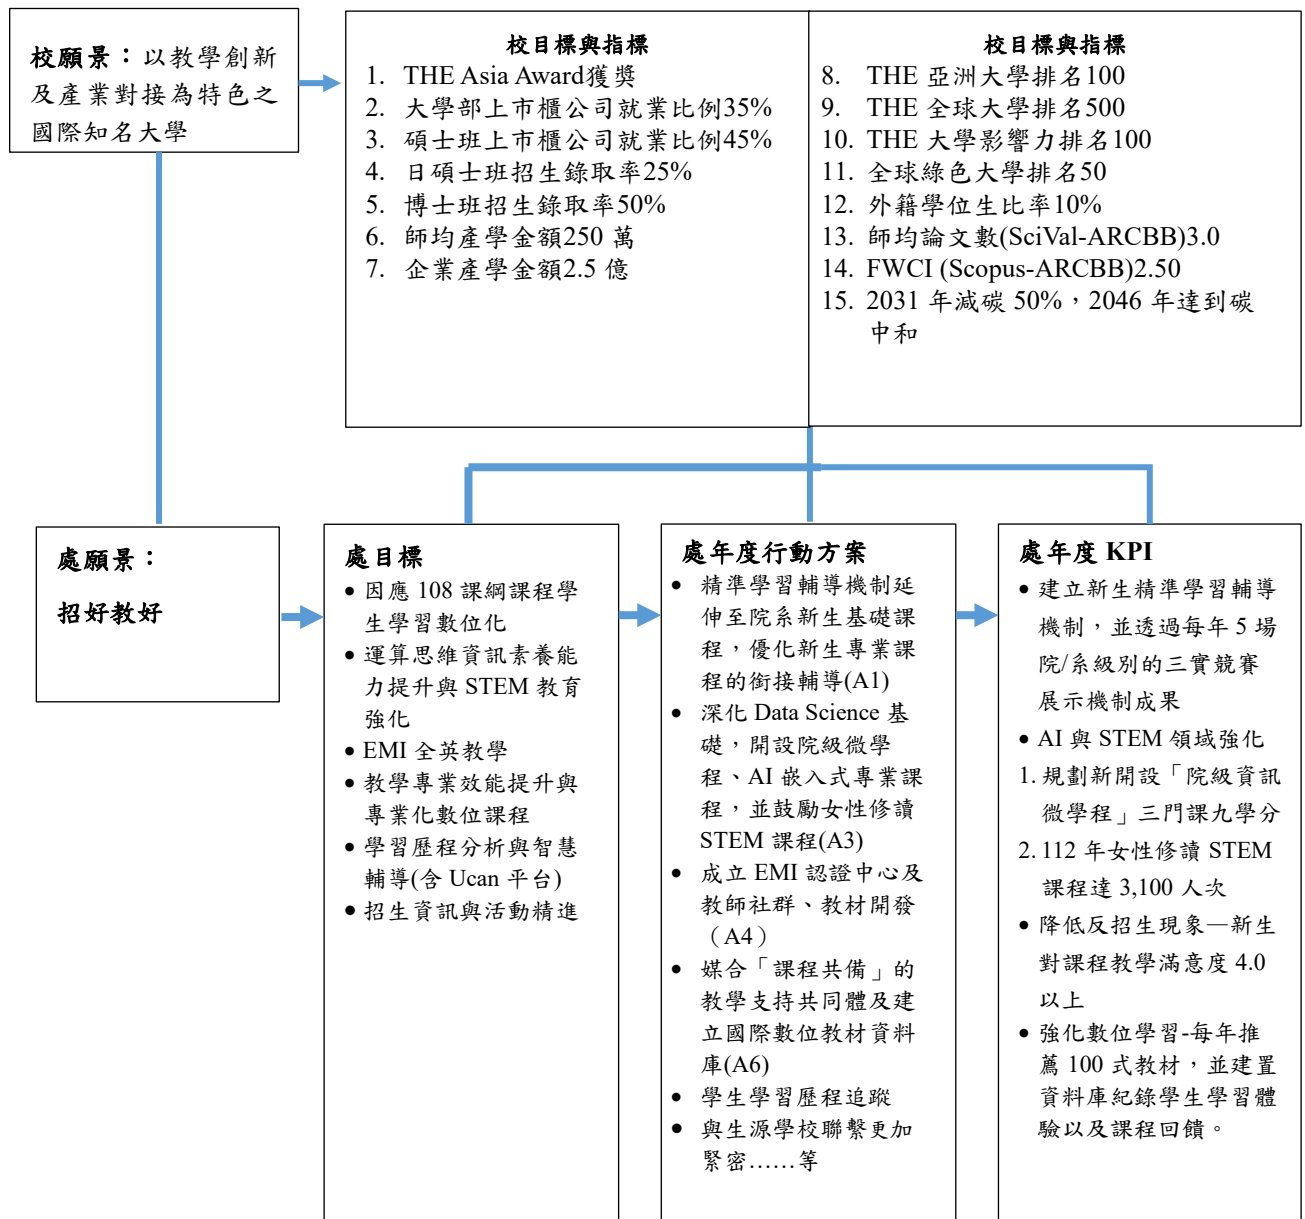 校願景：以教學創新
及產業對接為特色之
國際知名大學
校目標與指標
1. THE Asia Award獲獎
2. 大學部上市櫃公司就業比例35%
3. 碩士班上市櫃公司就業比例45%
4. 日碩士班招生錄取率25%
5. 博士班招生錄取率50%
6. 師均產學金額250 萬
7. 企業產學金額2.5 億
校目標與指標
8. THE 亞洲大學排名100
9. THE 全球大學排名500
10. THE 大學影響力排名100
11. 全球綠色大學排名50
12. 外籍學位生比率10%
13. 師均論文數(SciVal-ARCBB)3.0
14. FWCI (Scopus-ARCBB)2.50
15. 2031 年減碳 50%，2046 年達到碳
中和
處願景：
招好教好
處目標
• 因應 108 課綱課程學
生學習數位化
• 運算思維資訊素養能
力提升與 STEM 教育
強化
• EMI 全英教學
• 教學專業效能提升與
專業化數位課程
• 學習歷程分析與智慧
輔導(含 Ucan 平台)
• 招生資訊與活動精進
處年度行動方案
• 精準學習輔導機制延
伸至院系新生基礎課
程，優化新生專業課
程的銜接輔導(A1)
• 深化 Data Science 基
礎，開設院級微學
程、AI 嵌入式專業課
程，並鼓勵女性修讀
STEM 課程(A3)
• 成立 EMI 認證中心及
教師社群、教材開發
（A4）
• 媒合「課程共備」的
教學支持共同體及建
立國際數位教材資料
庫(A6)
• 學生學習歷程追蹤
• 與生源學校聯繫更加
緊密……等
處年度 KPI
• 建立新生精準學習輔導
機制，並透過每年 5 場
院/系級別的三實競賽
展示機制成果
• AI 與 STEM 領域強化
1. 規劃新開設「院級資訊
微學程」三門課九學分
2. 112 年女性修讀 STEM
課程達 3,100 人次
• 降低反招生現象—新生
對課程教學滿意度 4.0
以上
• 強化數位學習-每年推
薦 100 式教材，並建置
資料庫紀錄學生學習體
驗以及課程回饋。